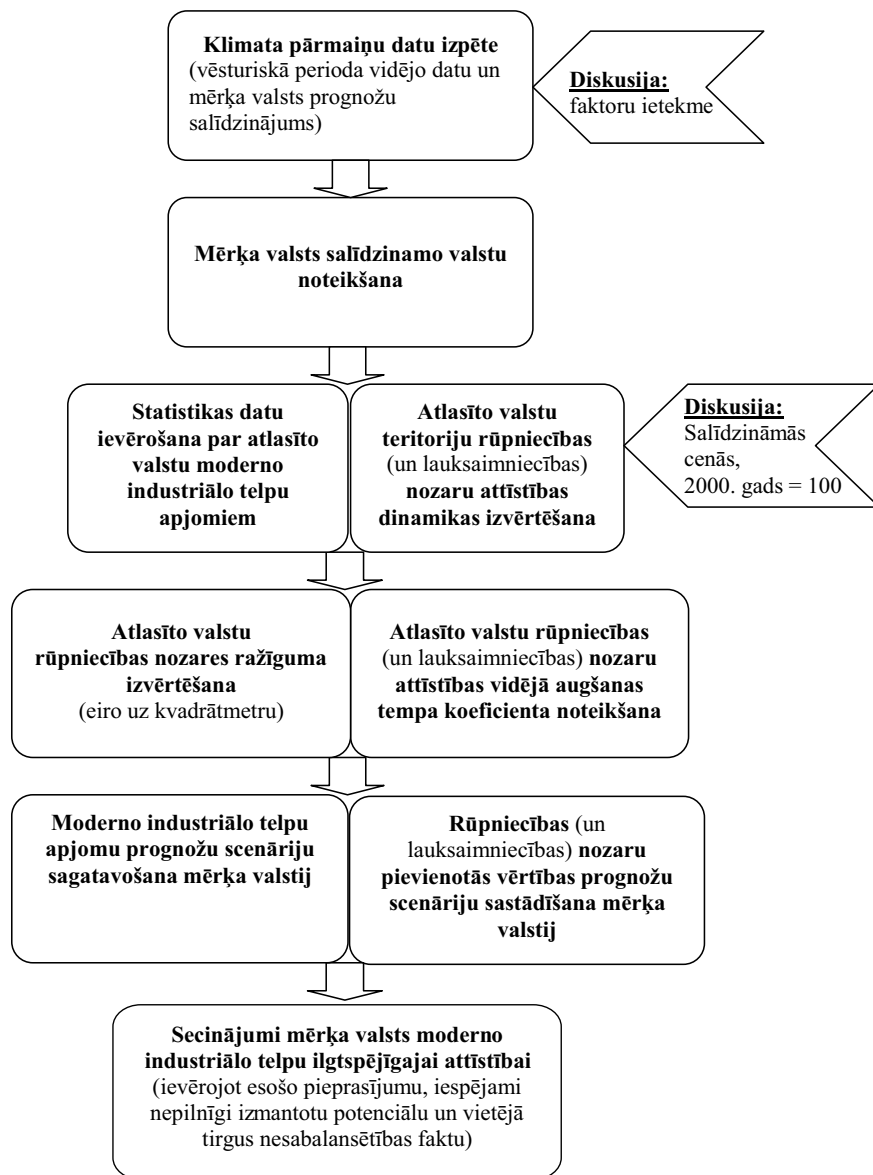 Klimata pārmaiņu datu izpēte
(vēsturiskā perioda vidējo datu un
mērķa valsts prognožu
salīdzinājums)
Diskusija:
faktoru ietekme
Mērķa valsts salīdzinamo valstu
noteikšana
Statistikas datu
ievērošana par atlasīto
valstu moderno
industriālo telpu
apjomiem
Atlasīto valstu
teritoriju rūpniecības
(un lauksaimniecības)
nozaru attīstības
dinamikas izvērtēšana
Diskusija:
Salīdzināmās
cenās,
2000. gads = 100
Atlasīto valstu
rūpniecības nozares ražīguma
izvērtēšana
(eiro uz kvadrātmetru)
Atlasīto valstu rūpniecības
(un lauksaimniecības) nozaru
attīstības vidējā augšanas
tempa koeficienta noteikšana
Moderno industriālo telpu
apjomu prognožu scenāriju
sagatavošana mērķa valstij
Rūpniecības (un
lauksaimniecības) nozaru
pievienotās vērtības prognožu
scenāriju sastādīšana mērķa
valstij
Secinājumi mērķa valsts moderno
industriālo telpu ilgtspējīgajai attīstībai
(ievērojot esošo pieprasījumu, iespējami
nepilnīgi izmantotu potenciālu un vietējā
tirgus nesabalansētības faktu)